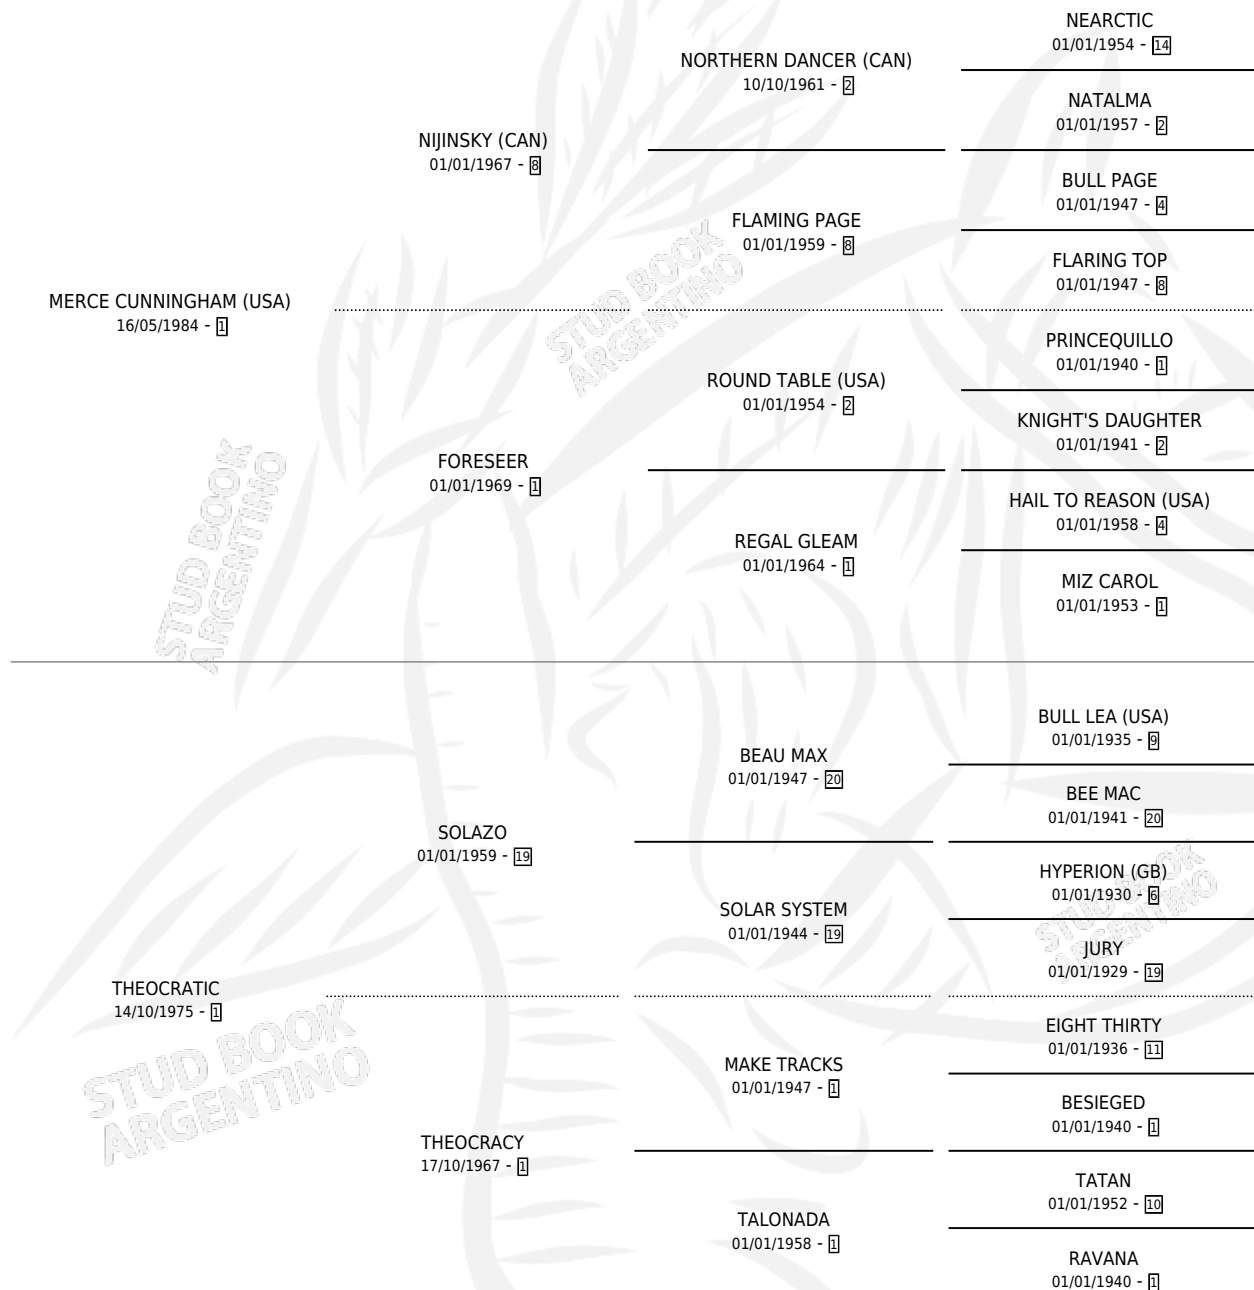 NEARCTIC
01/01/1954 - 14
NORTHERN DANCER (CAN)
10/10/1961 - 2
NATALMA
01/01/1957 - 2
NIJINSKY (CAN)
01/01/1967 - 8
BULL PAGE
01/01/1947 - 4
FLAMING PAGE
01/01/1959 - 8
FLARING TOP
01/01/1947 - 8
MERCE CUNNINGHAM (USA)
16/05/1984 - 1
PRINCEQUILLO
01/01/1940 - 1
ROUND TABLE (USA)
01/01/1954 - 2
KNIGHT'S DAUGHTER
01/01/1941 - 2
FORESEER
01/01/1969 - 1
HAIL TO REASON (USA)
01/01/1958 - 4
REGAL GLEAM
01/01/1964 - 1
MIZ CAROL
01/01/1953 - 1
BULL LEA (USA)
01/01/1935 - 9
BEAU MAX
01/01/1947 - 20
BEE MAC
01/01/1941 - 20
SOLAZO
01/01/1959 - 19
HYPERION (GB)
01/01/1930 - 6
SOLAR SYSTEM
01/01/1944 - 19
JURY
01/01/1929 - 19
THEOCRATIC
14/10/1975 - 1
EIGHT THIRTY
01/01/1936 - 11
MAKE TRACKS
01/01/1947 - 1
BESIEGED
01/01/1940 - 1
THEOCRACY
17/10/1967 - 1
TATAN
01/01/1952 - 10
TALONADA
01/01/1958 - 1
RAVANA
01/01/1940 - 1
STUD BOOK
ARGENTINO
STUD BOOK
ARGENTINO
STUD BOOK
ARGENTINO
STUD BOOK
ARGENTINO